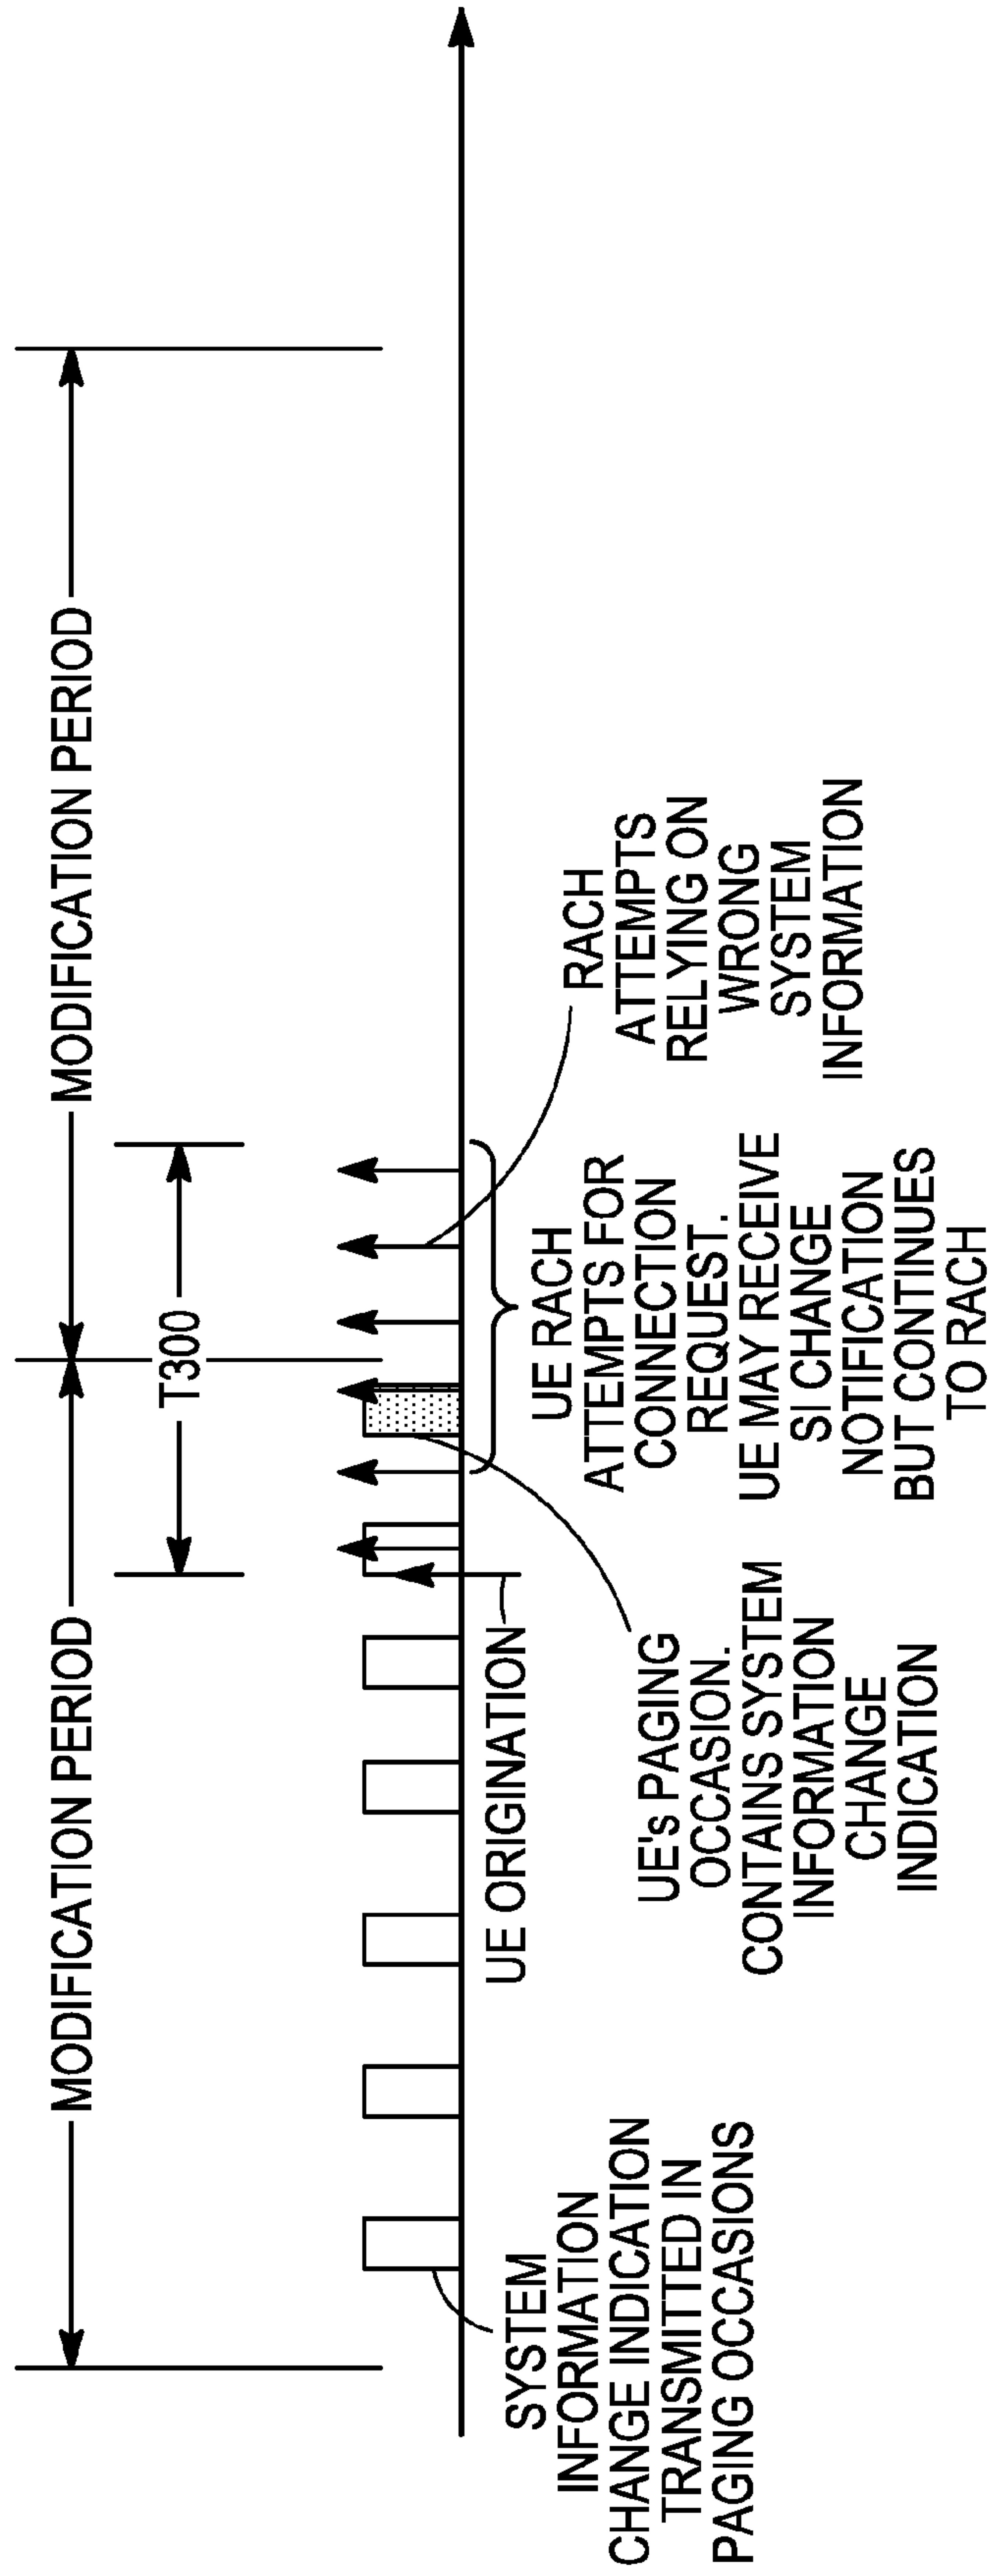 MODIFICATION PERIOD
MODIFICATION PERIOD
T300
SYSTEM
INFORMATION
CHANGE INDICATION
TRANSMITTED IN
PAGING OCCASIONS
UE ORIGINATION
UE's PAGING
OCCASION.
CONTAINS SYSTEM
INFORMATION
CHANGE
INDICATION
UE RACH
ATTEMPTS FOR
CONNECTION
REQUEST.
UE MAY RECEIVE
SI CHANGE
NOTIFICATION
BUT CONTINUES
TO RACH
RACH
ATTEMPTS
RELYING ON
WRONG
SYSTEM
INFORMATION